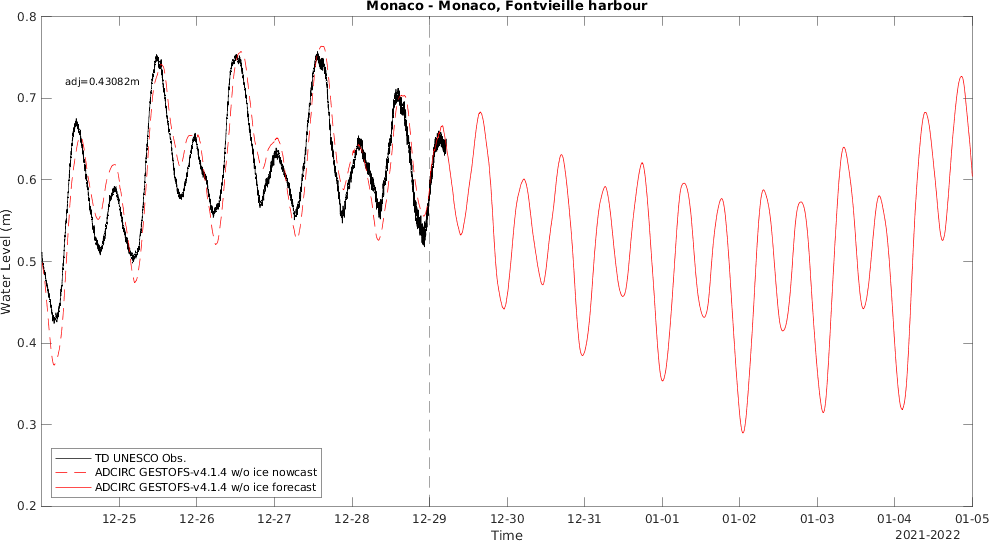 Monaco - Monaco, Fontvieille harbour
0.8
adj=0.43082m
0.7
0.6
0.5
0.4
0.3
0.2
Water Level (m)
TD UNESCO Obs.
ADCIRC GESTOFS-v4.1.4 w/o ice nowcast
ADCIRC GESTOFS-v4.1.4 w/o ice forecast
12-25 12-26 12-27 12-28 12-29 12-30 12-31 01-01 01-02 01-03 01-04 01-05
Time
2021-2022